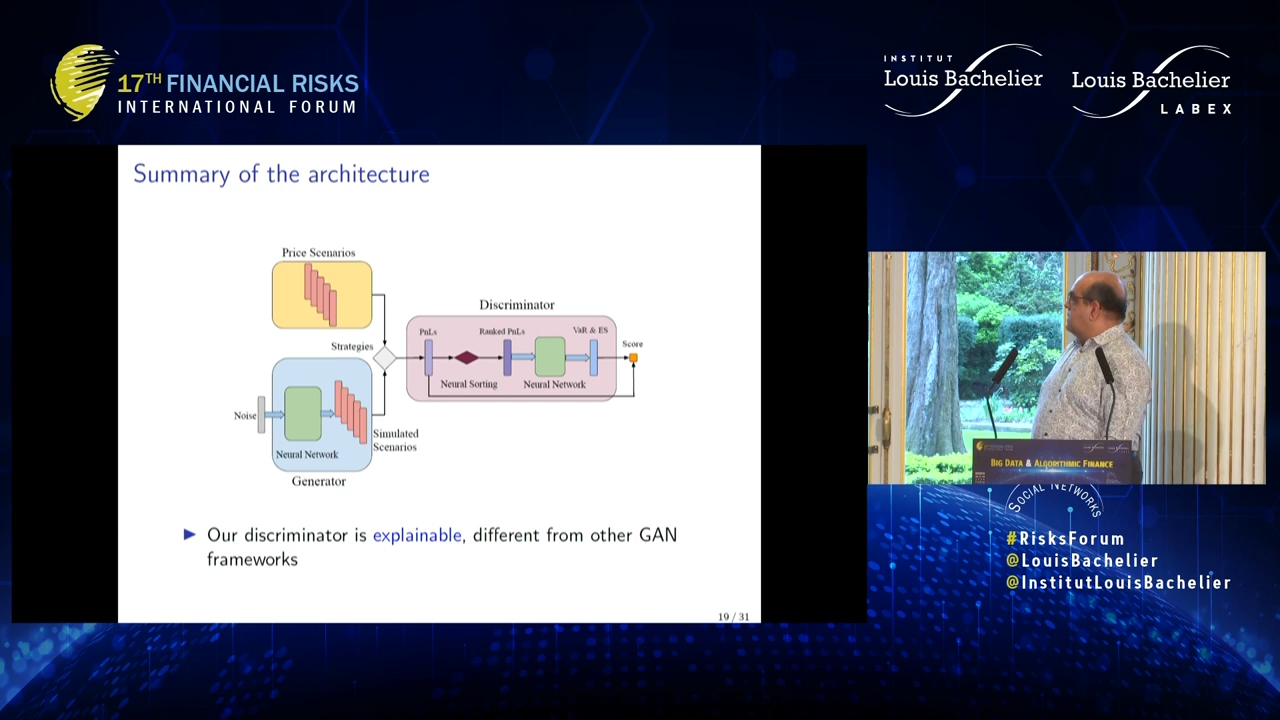 17TH FINANCIAL RISKS
INTERNATIONAL FORUM
INSTITUT
Louis Bachelier
Louis Bachelier
LABEX
Summary of the architecture
Price Scenarios
Strategies
Noise
Neural Network
Simulated
Scenarios
Generator
Discriminator
PnLs
Ranked PnLs
VaR & ES
Neural Sorting
Neural Network
Score
► Our discriminator is explainable, different from other GAN
frameworks
19 / 31
BIG DATA & ALGORITHMIC FINANCE
SOCIAL NETWORKS
#RisksForum
@LouisBachelier
@InstitutLouisBachelier